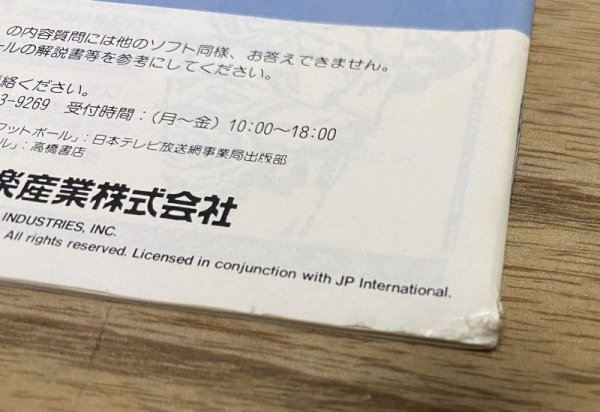 の内容質問には他のソフト同様、お答えできません。
ールの解説書等を参考にしてください。
絡ください。
3-9269 受付時間：(月〜金) 10:00〜18:00
フットボール」：日本テレビ放送網事業局出版部
ル」：高橋書店
楽産業株式会社
INDUSTRIES, INC.
All rights reserved. Licensed in conjunction with JP International.